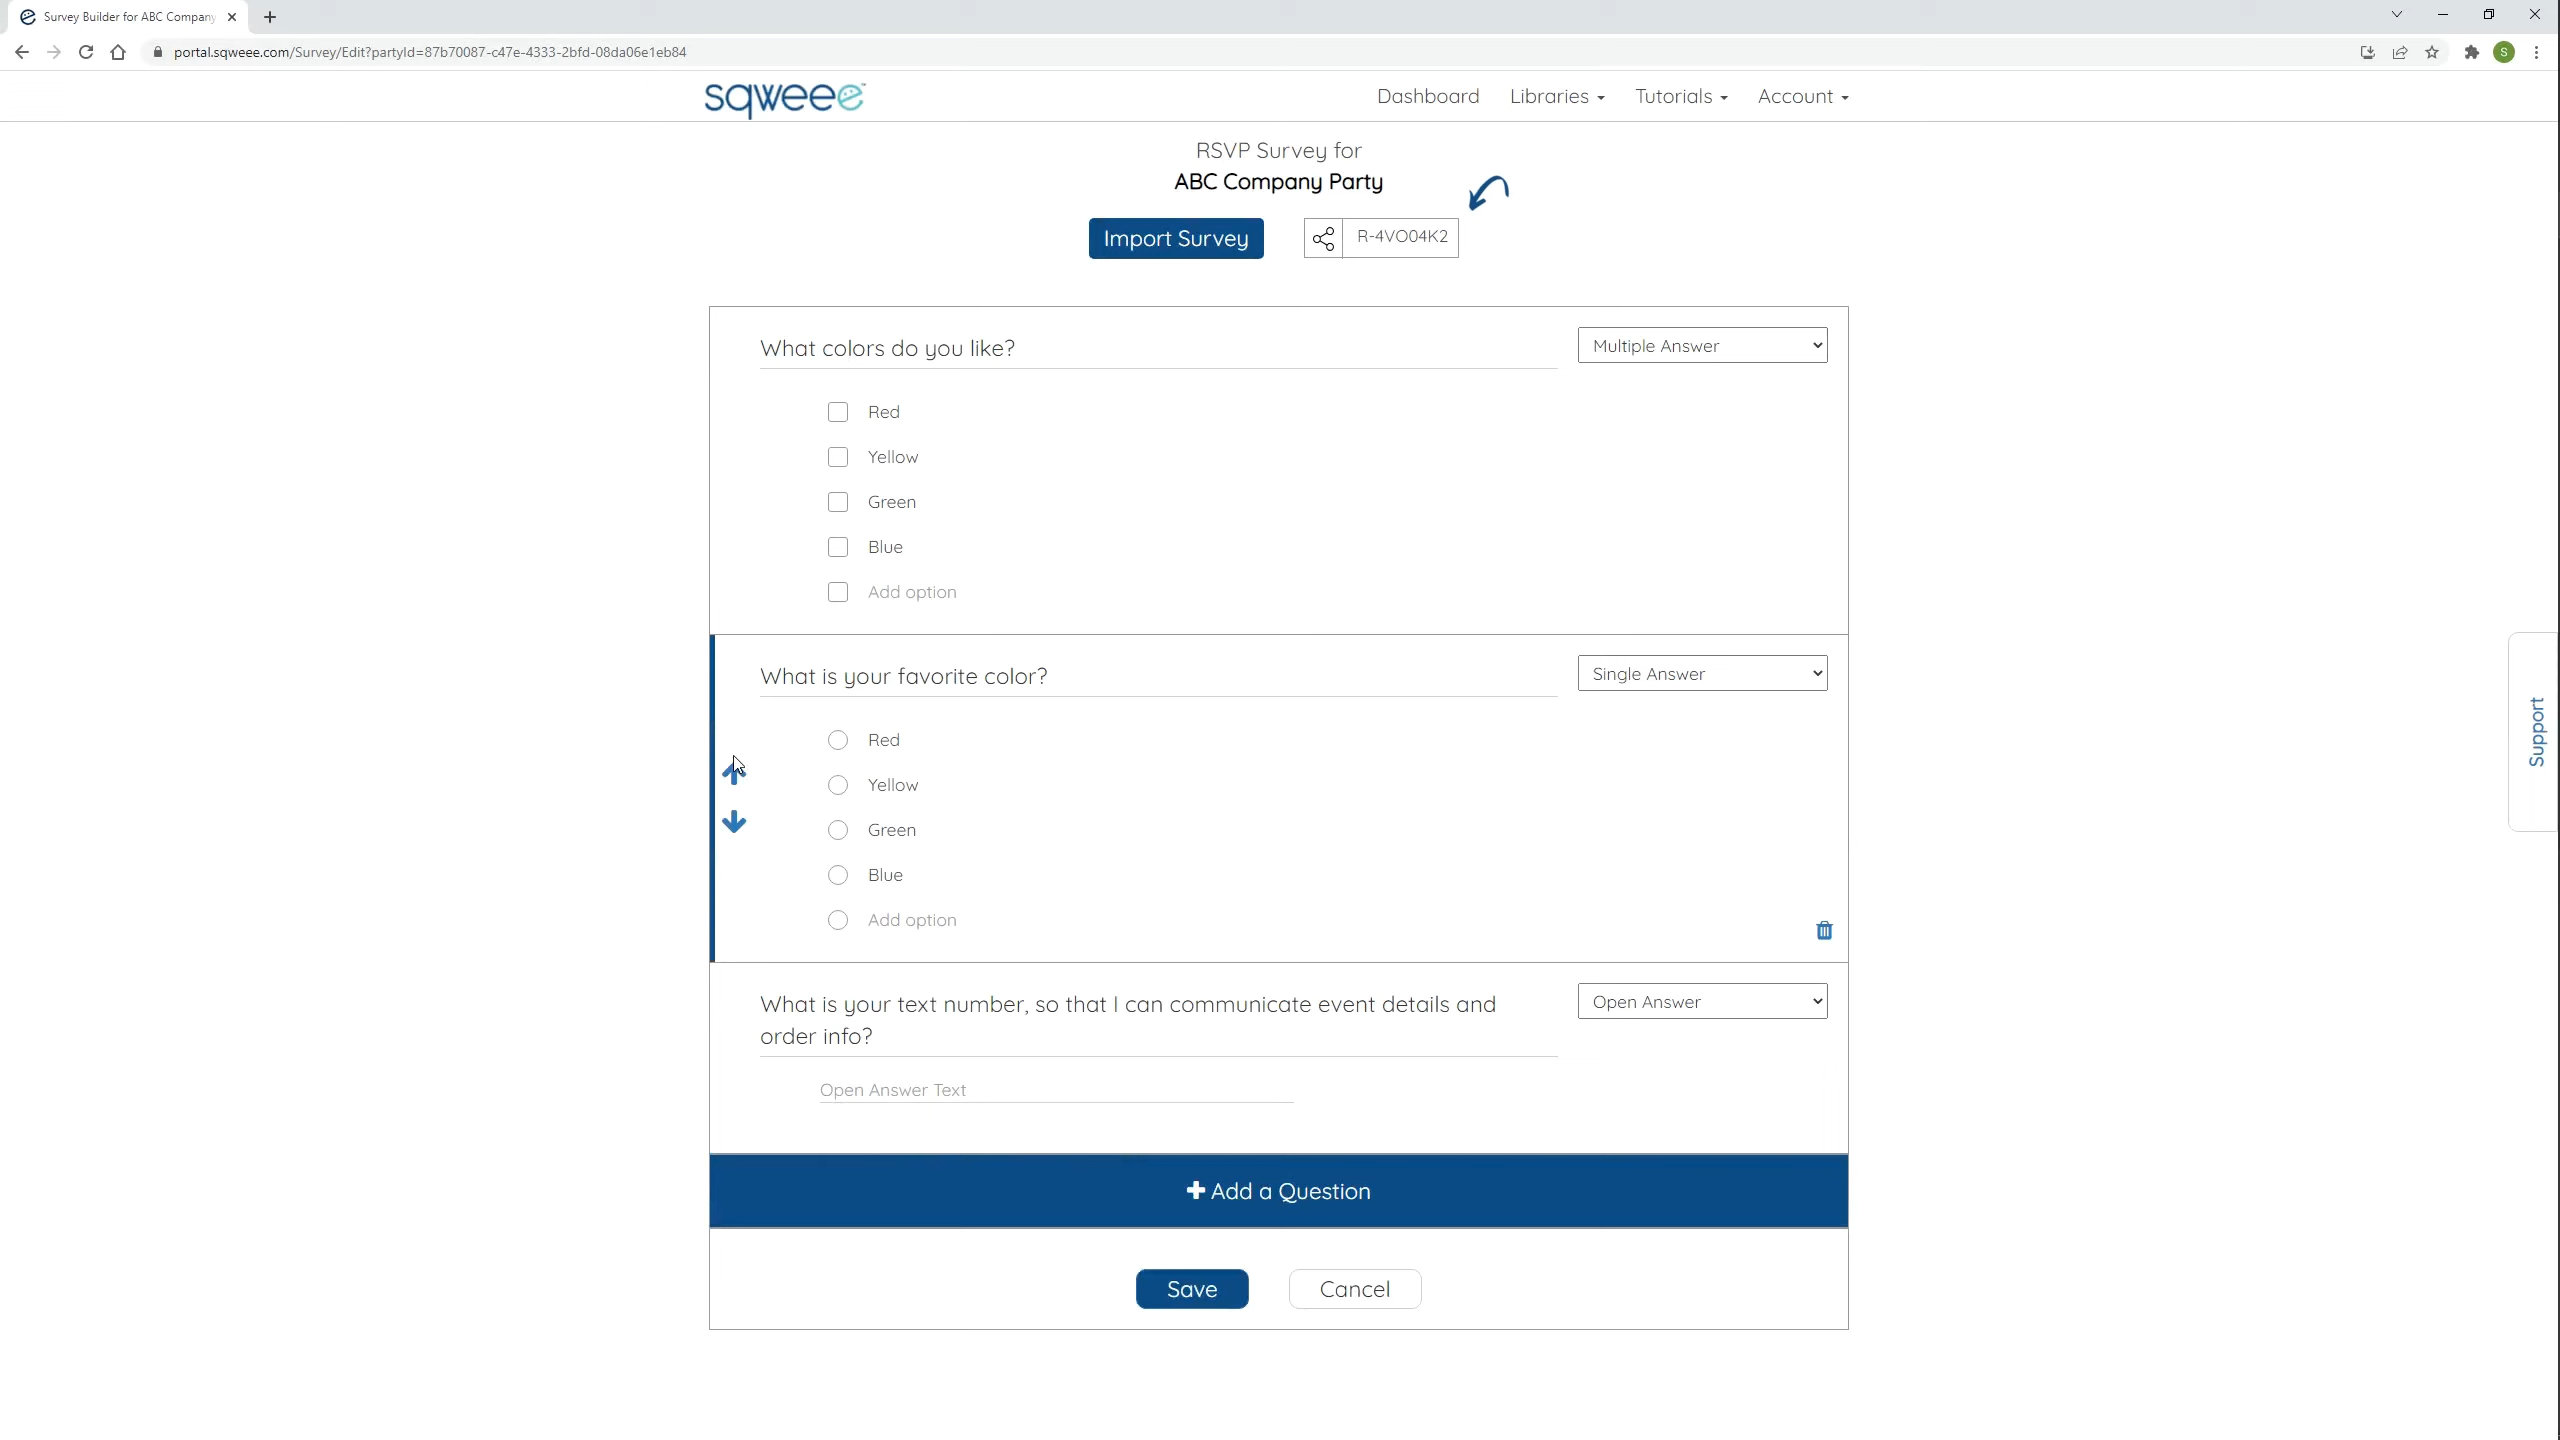 Survey Builder for ABC Company
portal.sqweee.com/Survey/Edit?partyId=87b70087-c47e-4333-2bfd-08da06e1eb84
S
sqweee
Dashboard
Libraries
Tutorials
Account
RSVP Survey for
ABC Company Party
Import Survey
R-4VO04K2
What colors do you like?
Multiple Answer
Red
Yellow
Green
Blue
Add option
What is your favorite color?
Single Answer
Red
Yellow
Green
Blue
Add option
What is your text number, so that I can communicate event details and
order info?
Open Answer
Open Answer Text
Add a Question
Save
Cancel
Support